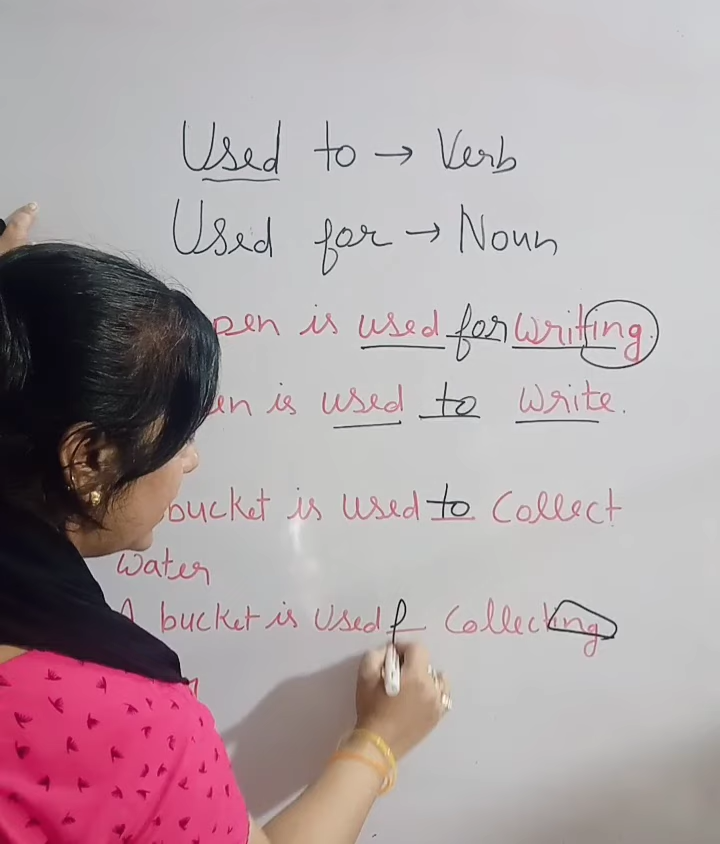 Used to → Verb
Used for → Noun
pen is used for writing.
is used to write.
bucket is used to Collect
Water
A bucket is used f Collecting